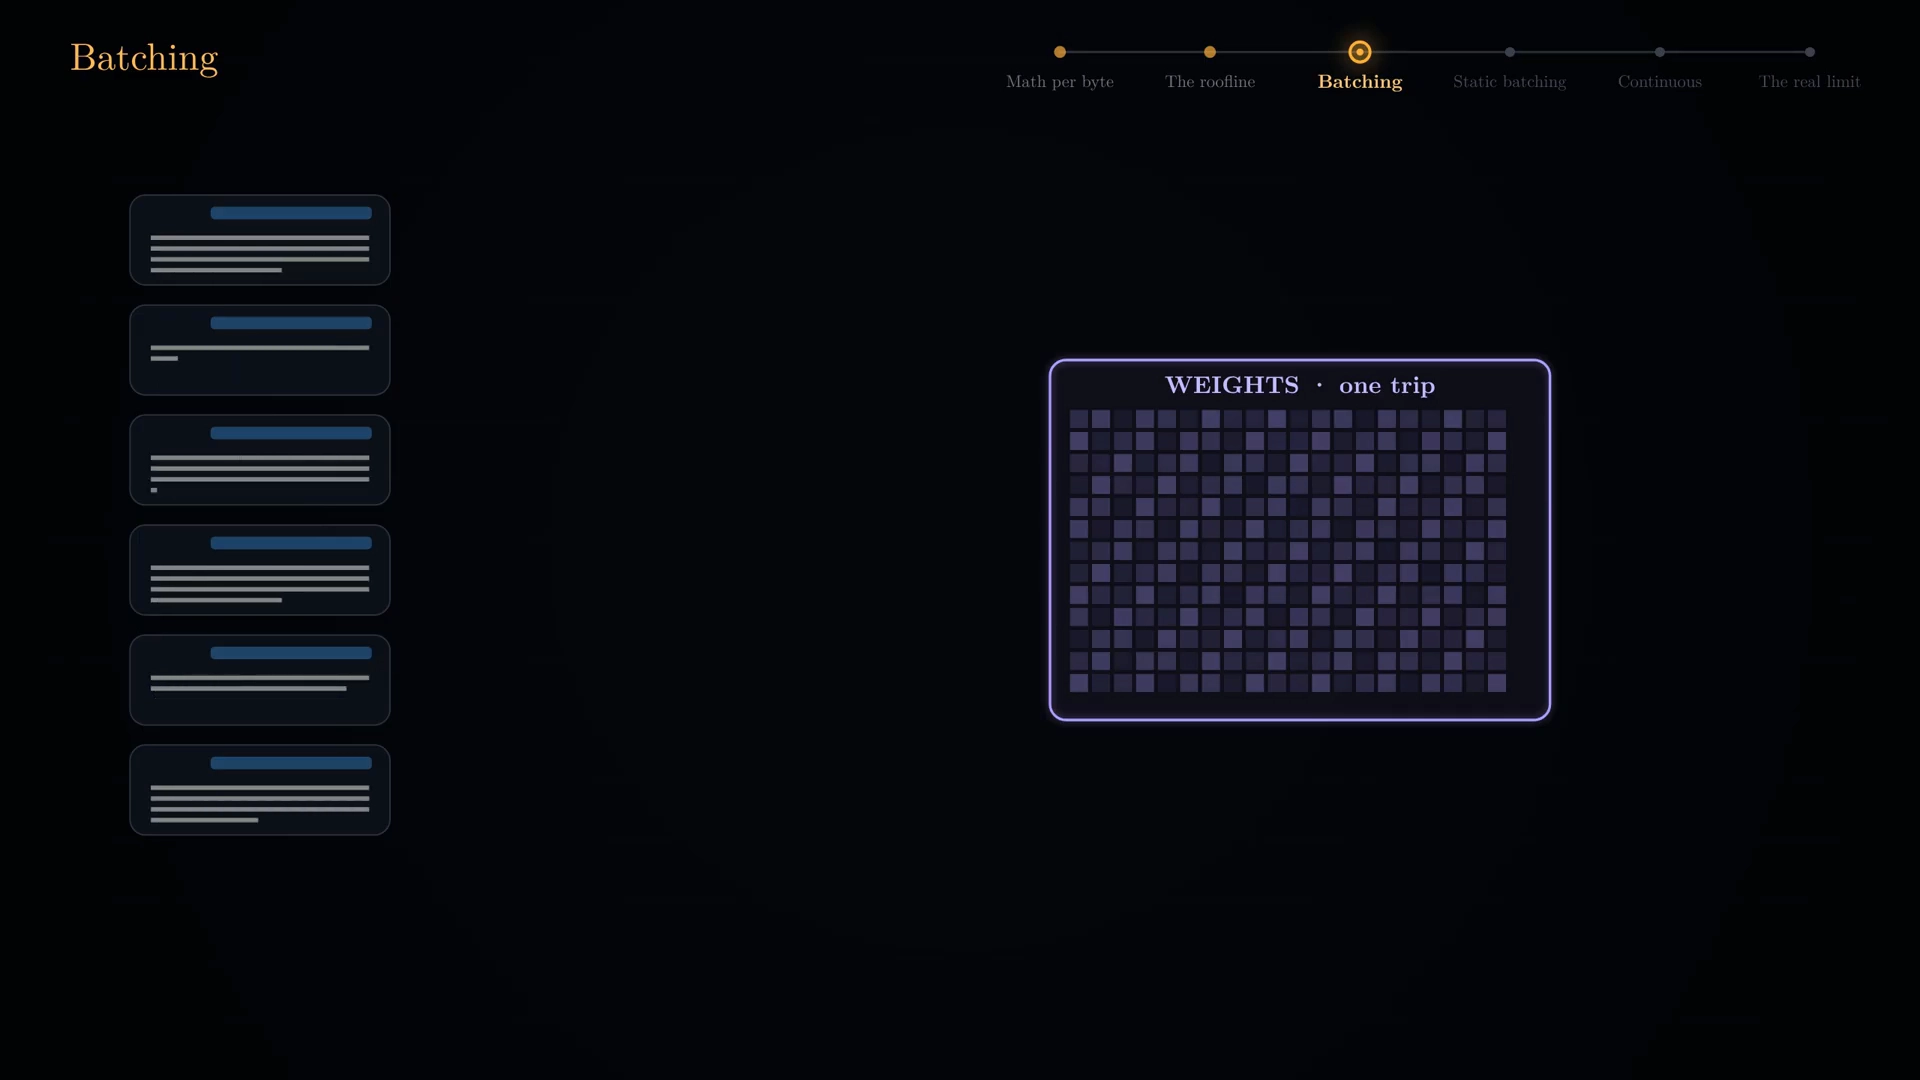 Batching
Math per byte
The roofline
Batching
Static batching
Continuous
The real limit
WEIGHTS · one trip